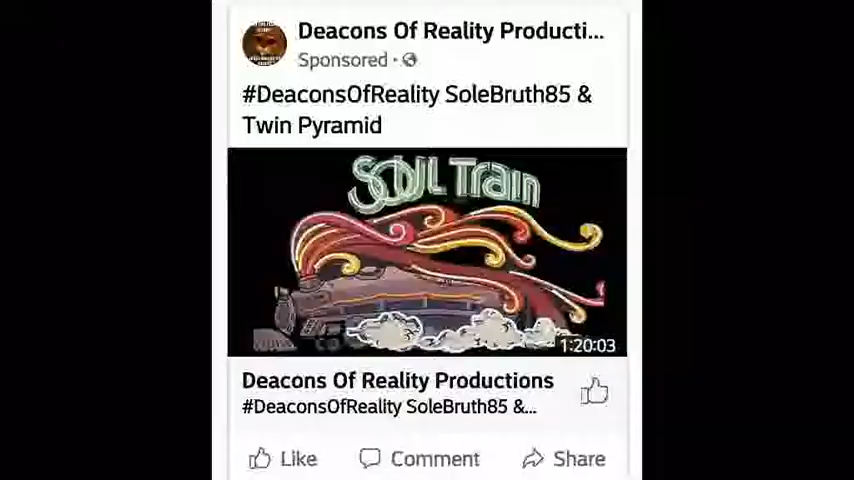 Deacons Of Reality Producti...
Sponsored ·
#DeaconsOfReality SoleBruth85 &
Twin Pyramid
SOUL Train
1:20:03
Deacons Of Reality Productions
#DeaconsOfReality SoleBruth85 &...
Like Comment Share